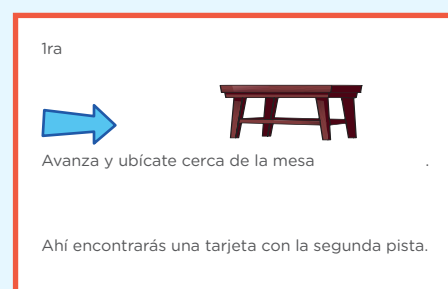 1ra
Avanza y ubícate cerca de la mesa .
Ahí encontrarás una tarjeta con la segunda pista.